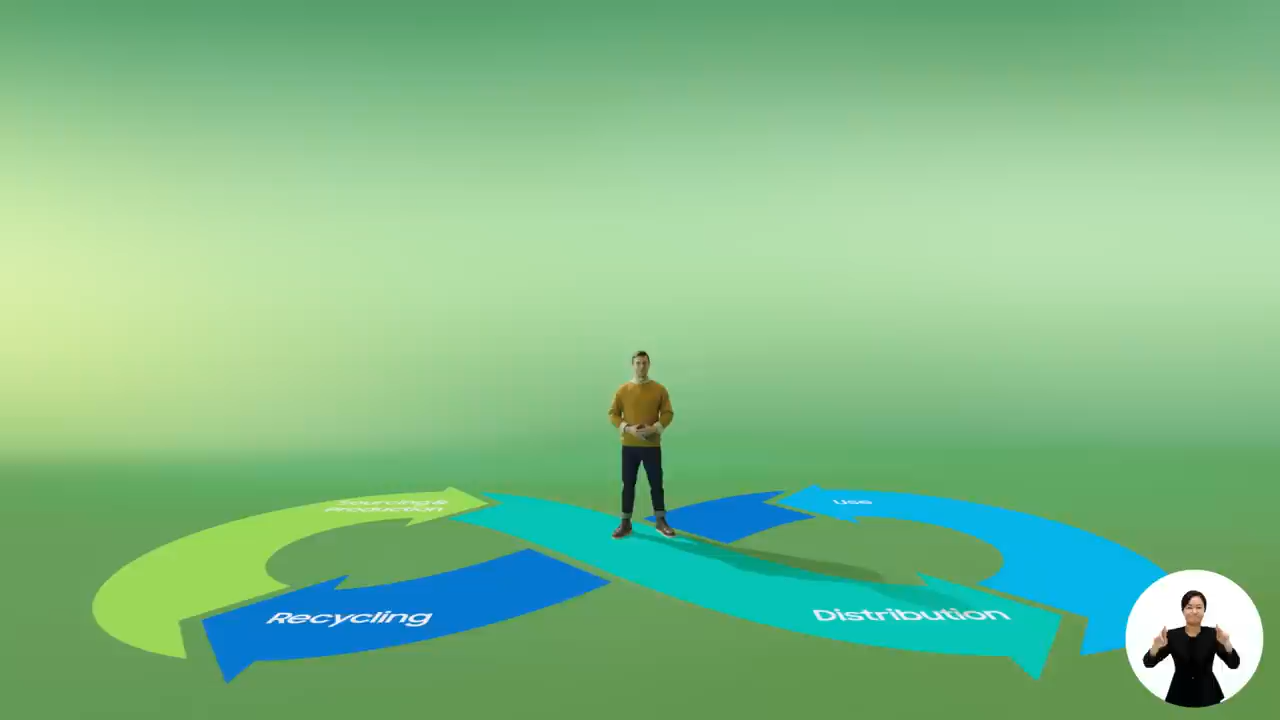 Sourcing &
production
Use
Recycling
Distribution